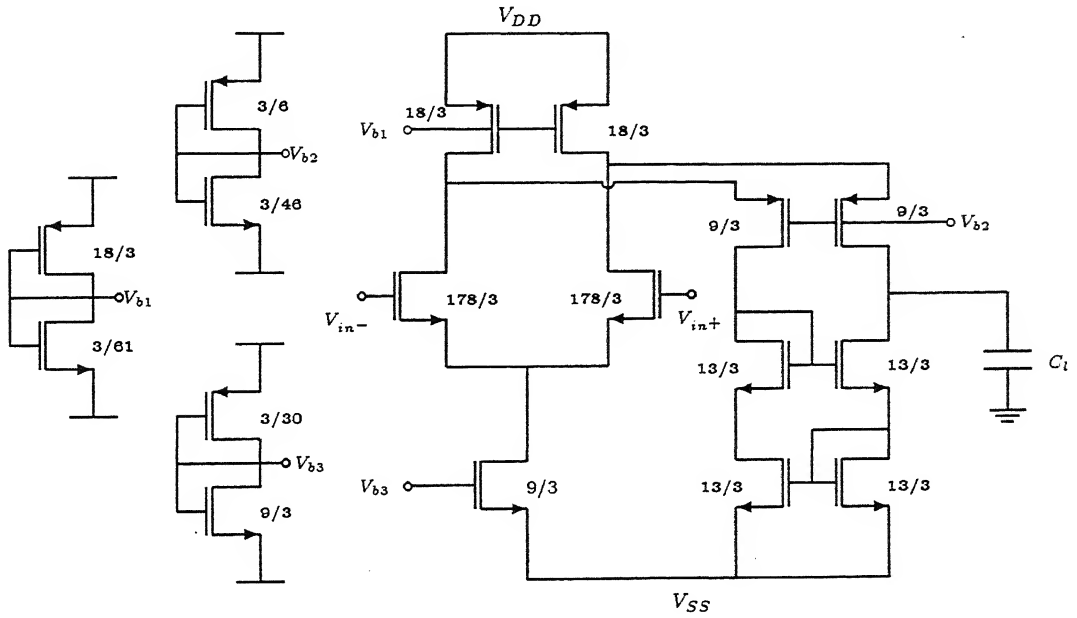 V_DD
3/6
V_b2
3/46
18/3
V_b1
3/61
3/30
V_b3
9/3
18/3
V_b1
18/3
9/3
9/3
V_b2
178/3
178/3
V_in−
V_in+
13/3
13/3
C_l
V_b3
9/3
13/3
13/3
V_SS